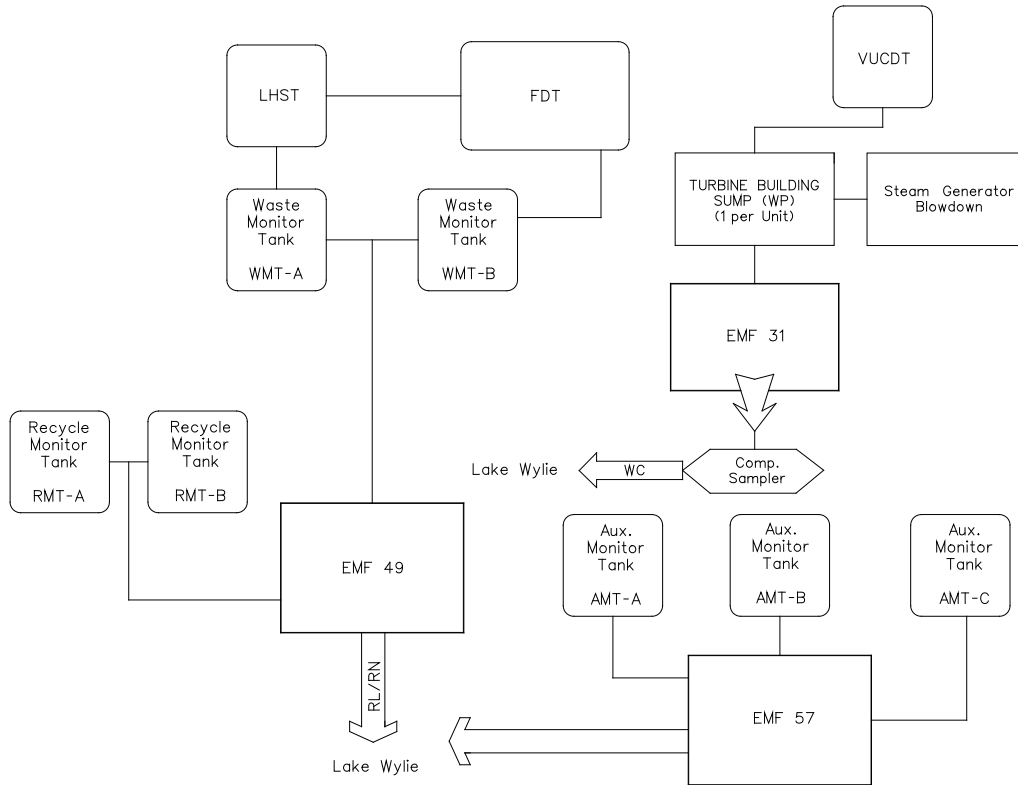 VUCDT
LHST
FDT
TURBINE BUILDING
SUMP (WP)
(1 per Unit)
Steam Generator
Blowdown
Waste
Monitor
Tank
WMT-A
Waste
Monitor
Tank
WMT-B
EMF 31
Recycle
Monitor
Tank
RMT-A
Recycle
Monitor
Tank
RMT-B
Lake Wylie
WC
Comp.
Sampler
EMF 49
Aux.
Monitor
Tank
AMT-A
Aux.
Monitor
Tank
AMT-B
Aux.
Monitor
Tank
AMT-C
RL/RN
EMF 57
Lake Wylie